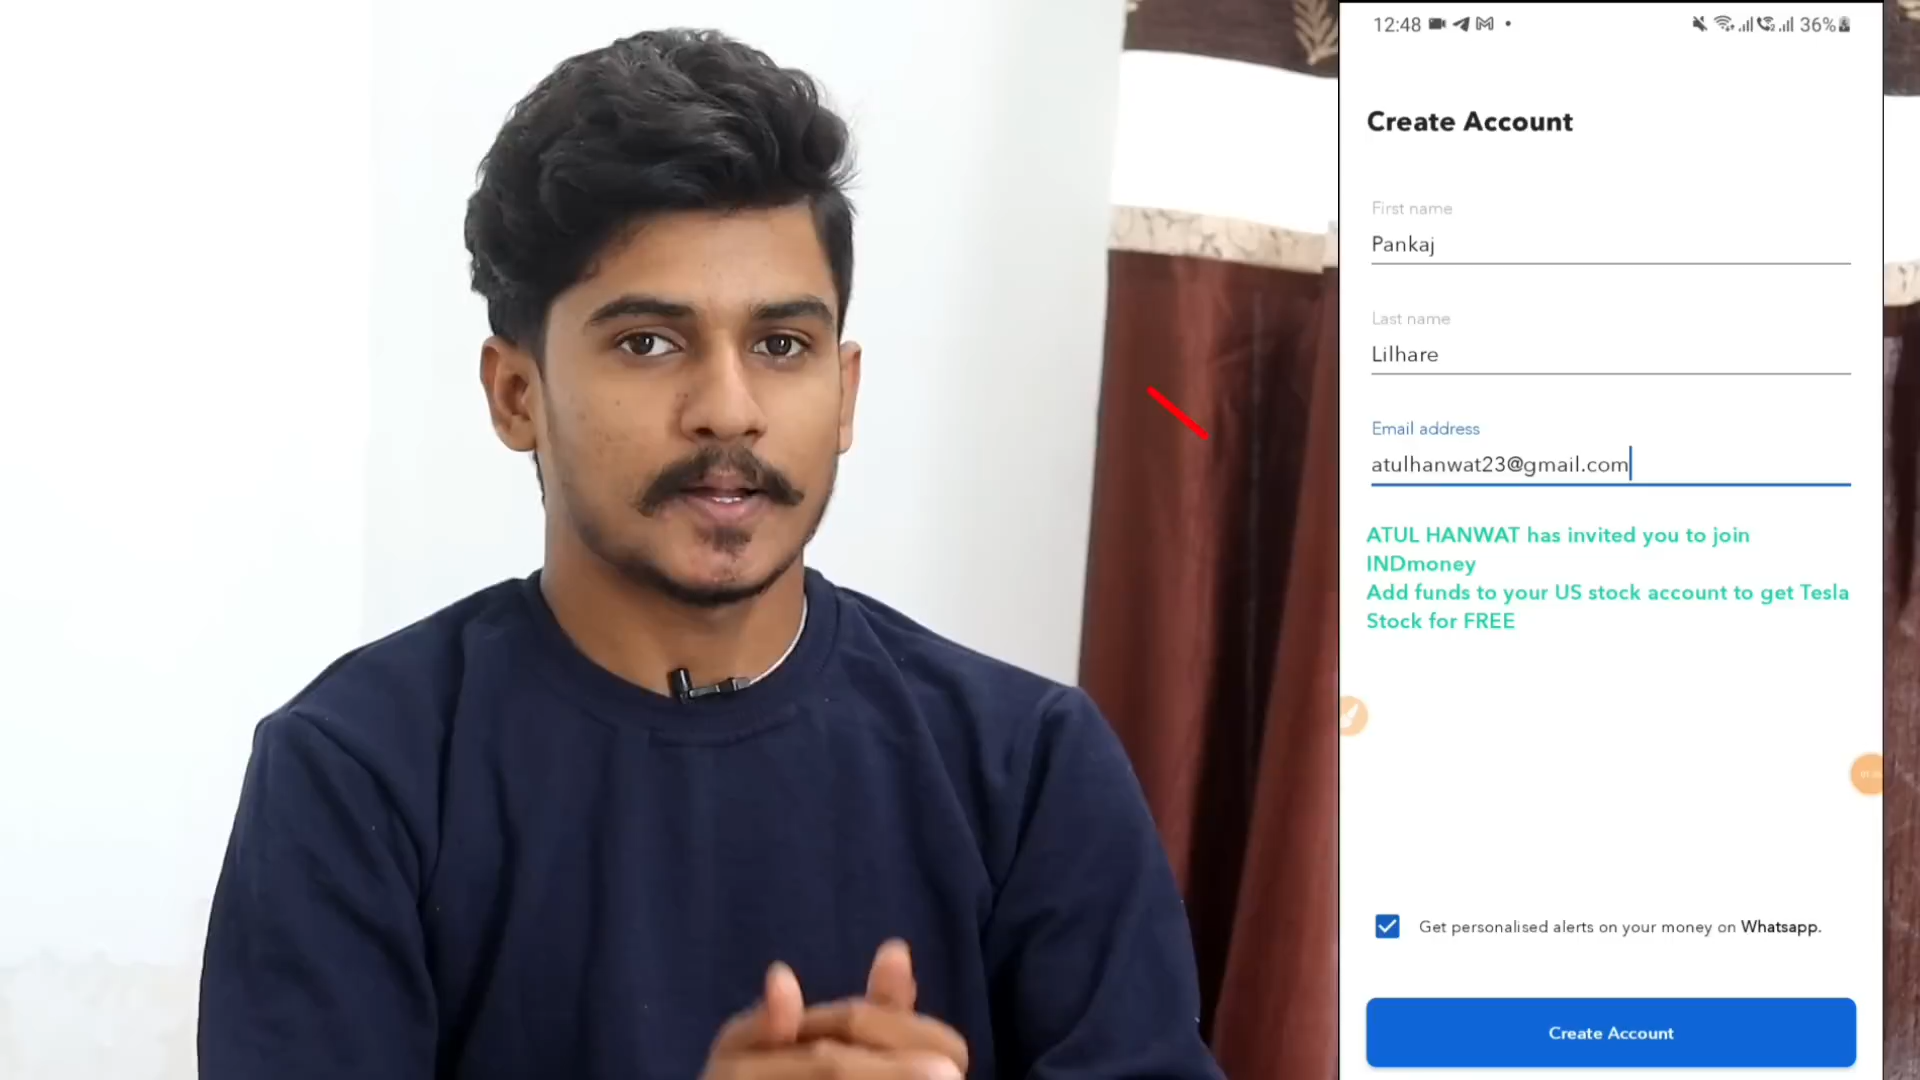 12:48
36%
Create Account
First name
Pankaj
Last name
Lilhare
Email address
atulhanwat23@gmail.com
ATUL HANWAT has invited you to join
INDmoney
Add funds to your US stock account to get Tesla
Stock for FREE
Get personalised alerts on your money on Whatsapp.
Create Account